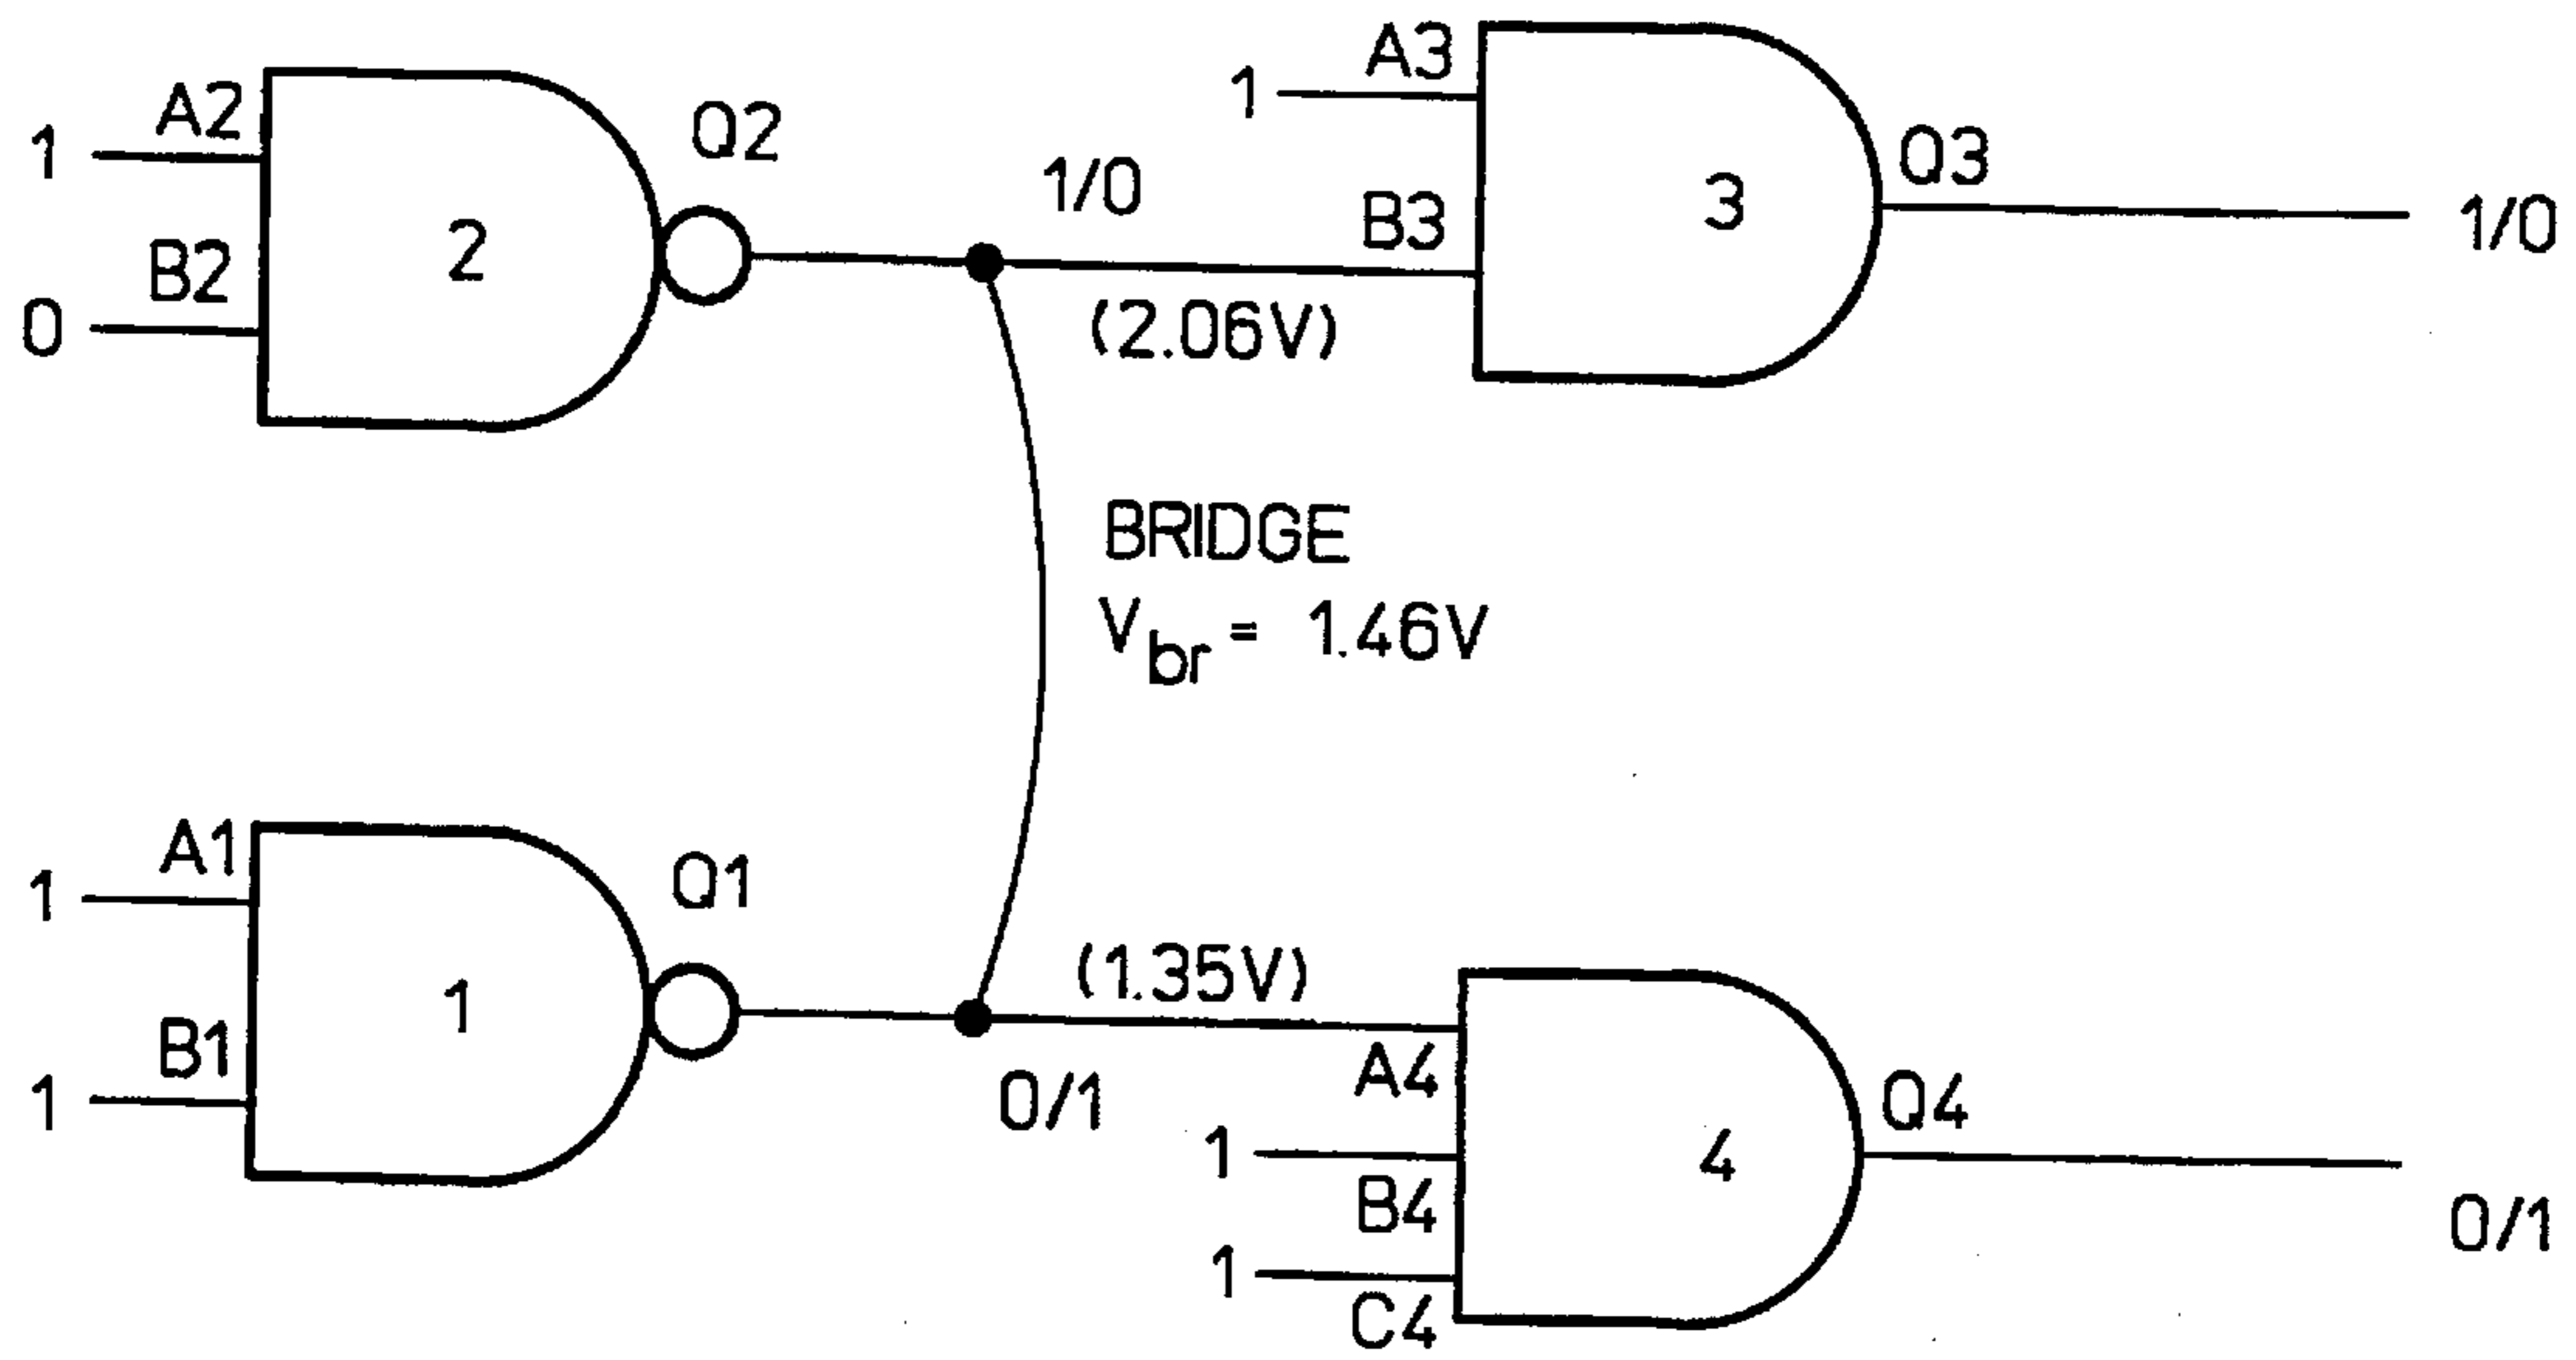 A2
1
Q2
B2
2
0
1/0
(2.06V)
A3
1
B3
3
Q3
1/0
BRIDGE
Vbr = 1.46V
A1
1
Q1
B1
1
1
(1.35V)
0/1
A4
1
B4
4
Q4
1
C4
0/1